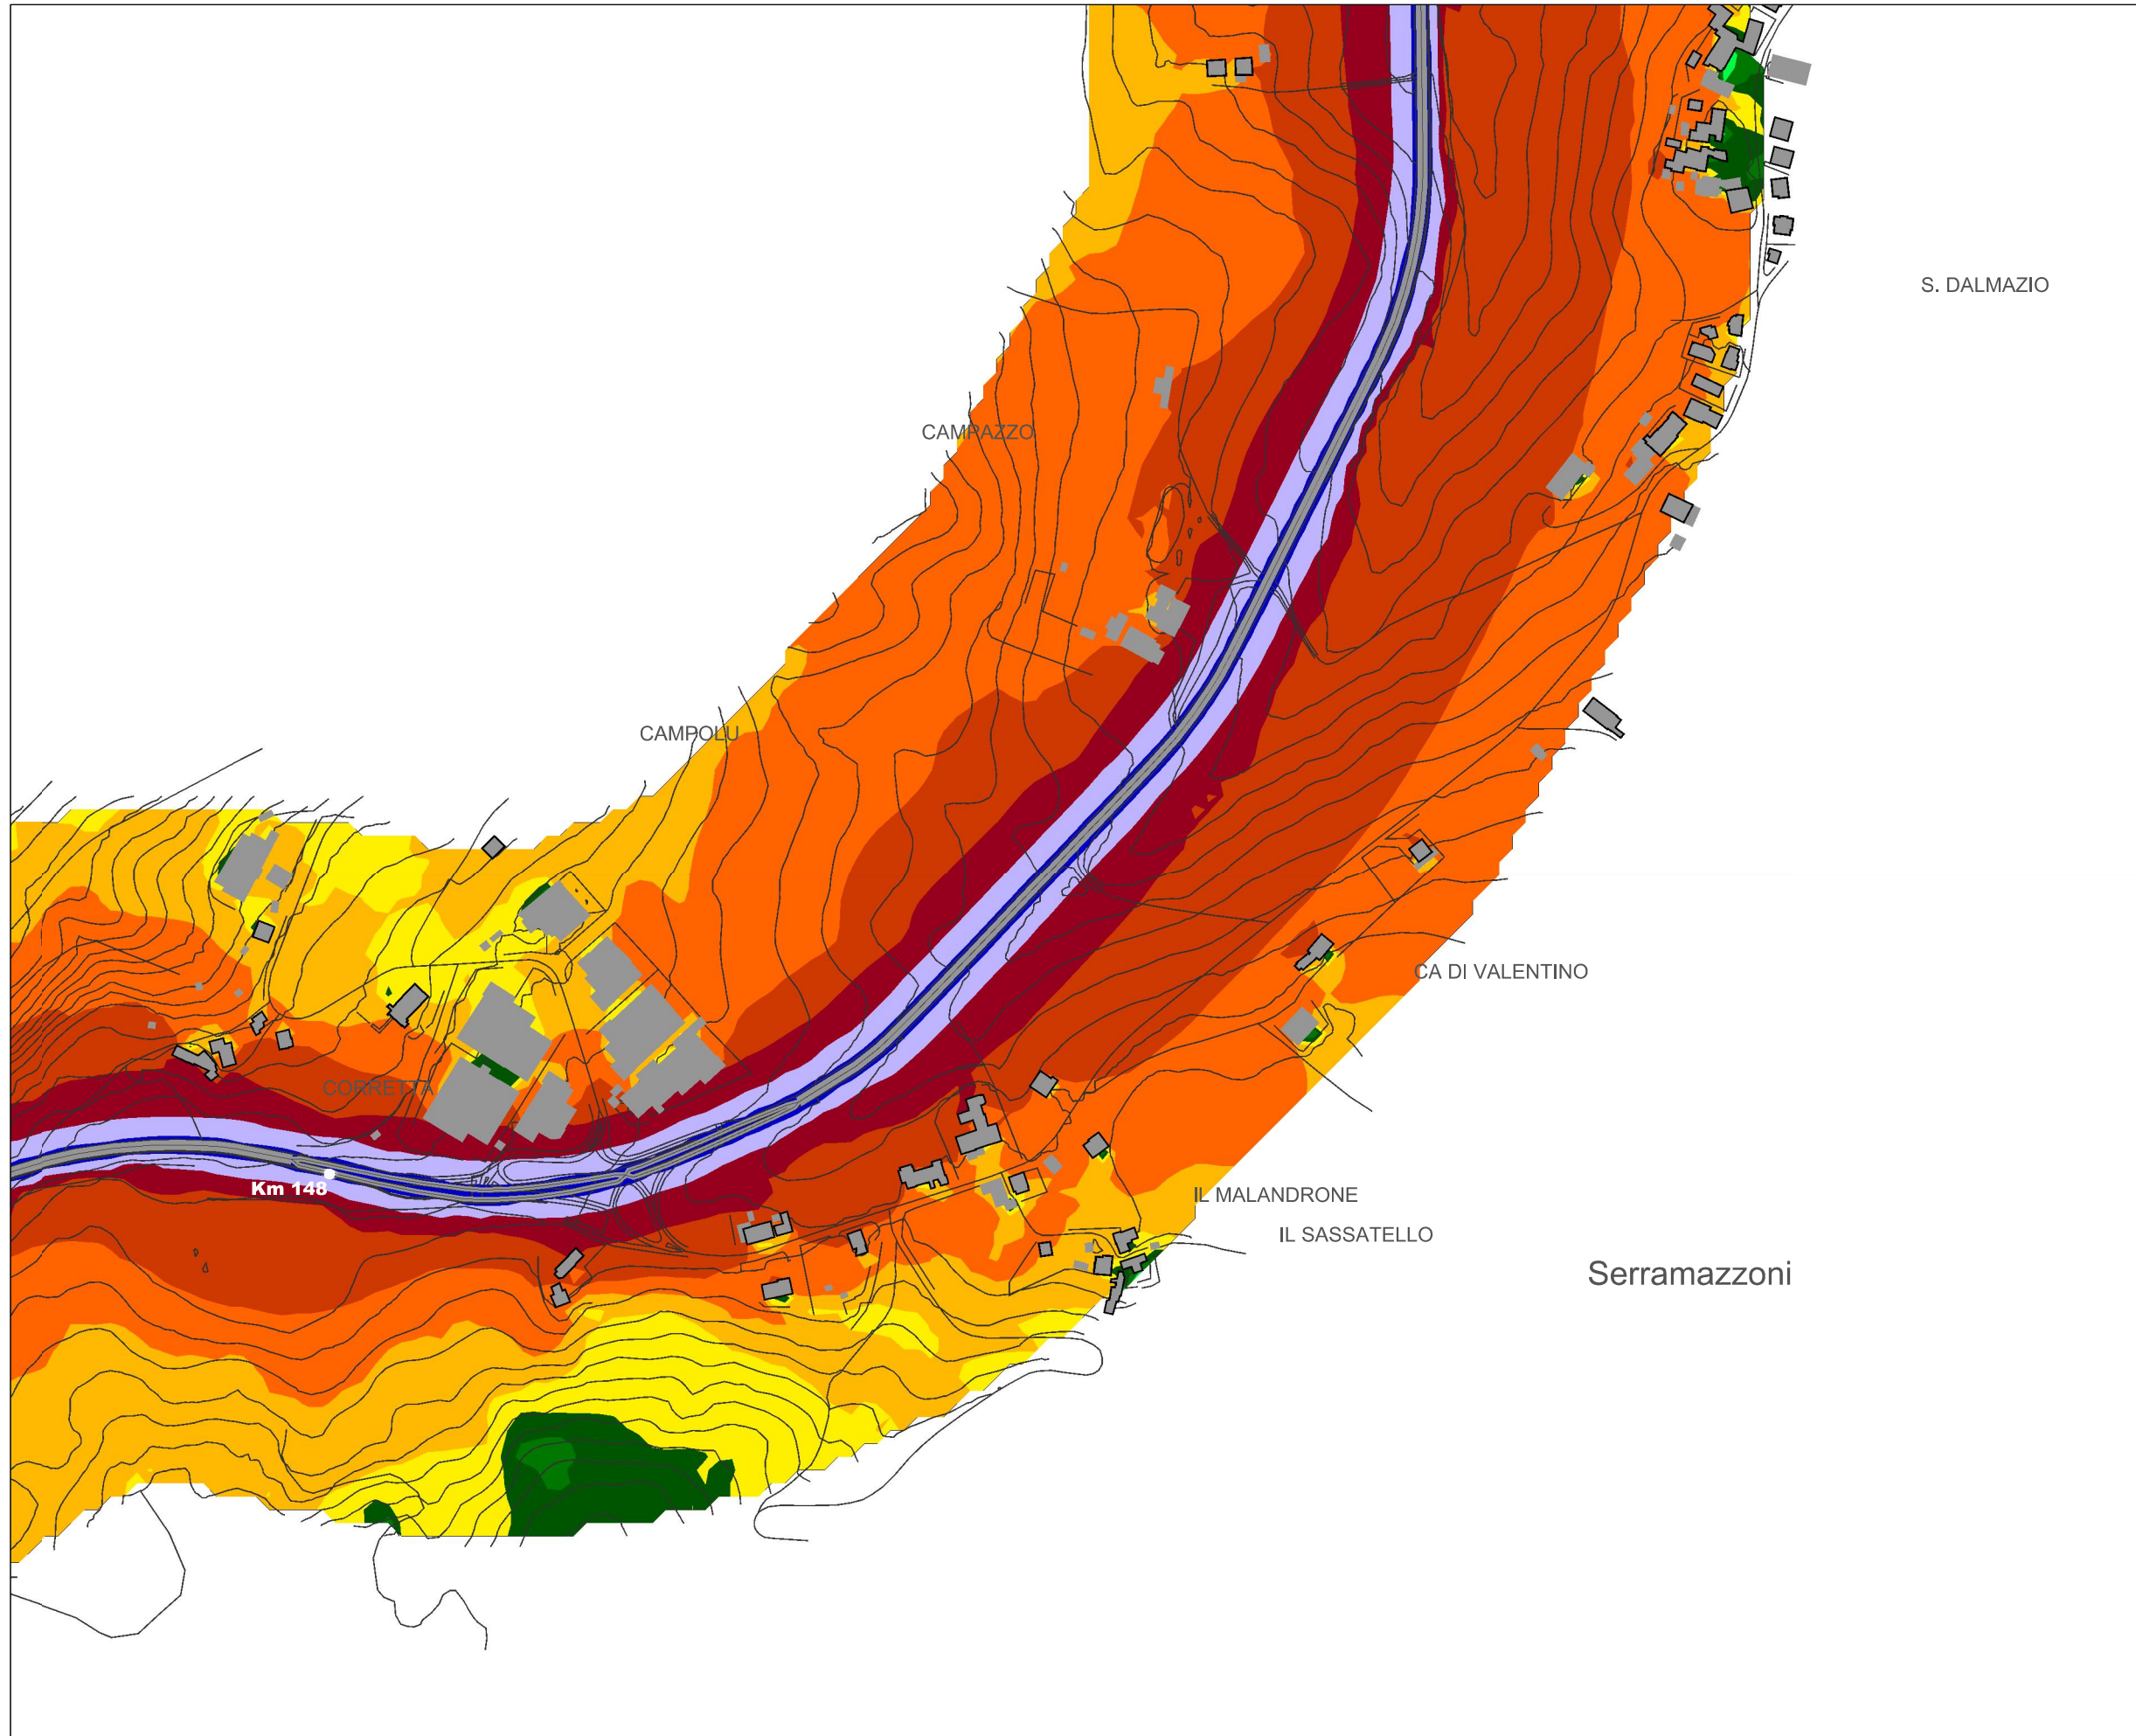 S. DALMAZIO
CAMPAZZO
CAMPOLU
CA DI VALENTINO
CORRETTA
Km 148
IL MALANDRONE
IL SASSATELLO
Serramazzoni